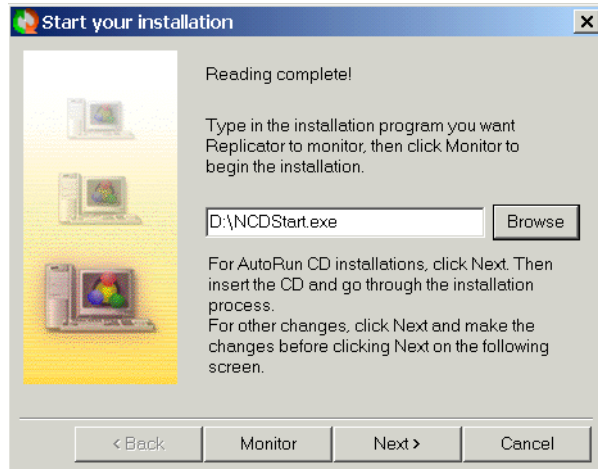 Start your installation
Reading complete!
Type in the installation program you want
Replicator to monitor, then click Monitor to
begin the installation.
D:\NCDStart.exe
Browse
For AutoRun CD installations, click Next. Then
insert the CD and go through the installation
process.
For other changes, click Next and make the
changes before clicking Next on the following
screen.
< Back
Monitor
Next >
Cancel